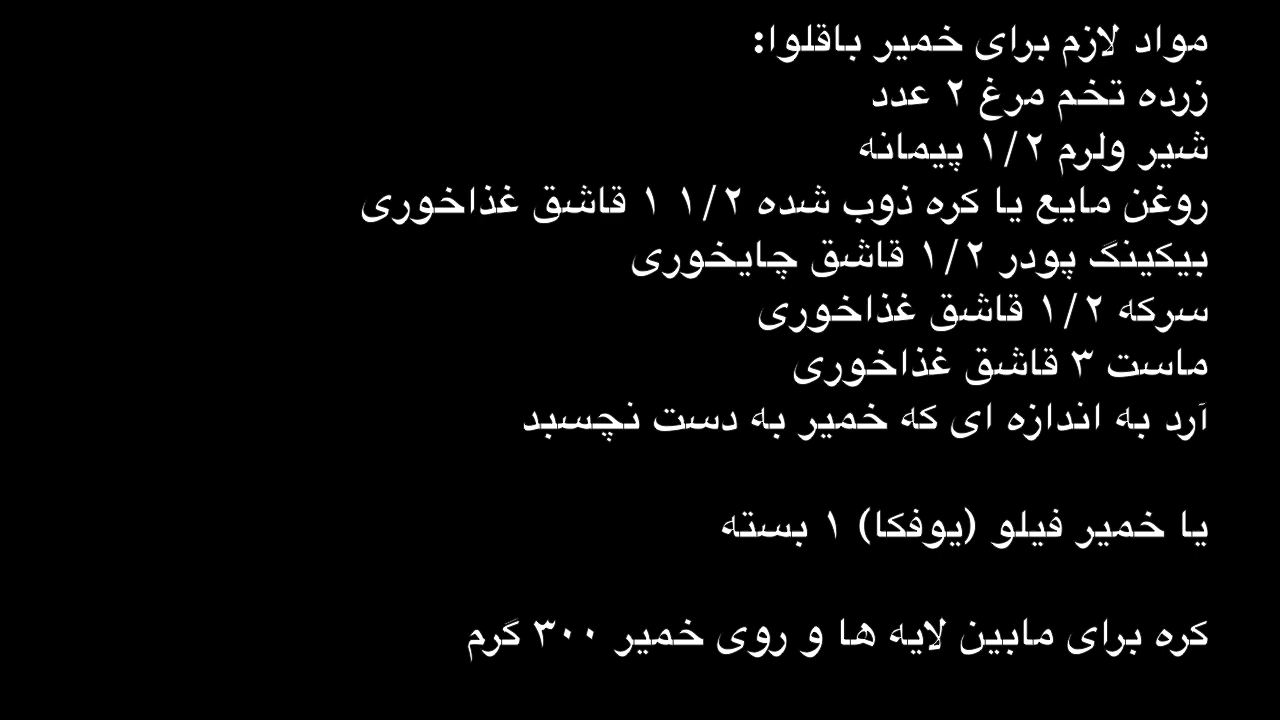 مواد لازم برای خمیر باقلوا:
زرده تخم مرغ ۲ عدد
شیر ولرم ۱/۲ پیمانه
روغن مایع یا کره ذوب شده ۱/۲ ۱ قاشق غذاخوری
بیکینگ پودر ۱/۲ قاشق چایخوری
سرکه ۱/۲ قاشق غذاخوری
ماست ۳ قاشق غذاخوری
آرد به اندازه ای که خمیر به دست نچسبد
یا خمیر فیلو (یوفکا) ۱ بسته
کره برای مابین لایه ها و روی خمیر ۳۰۰ گرم